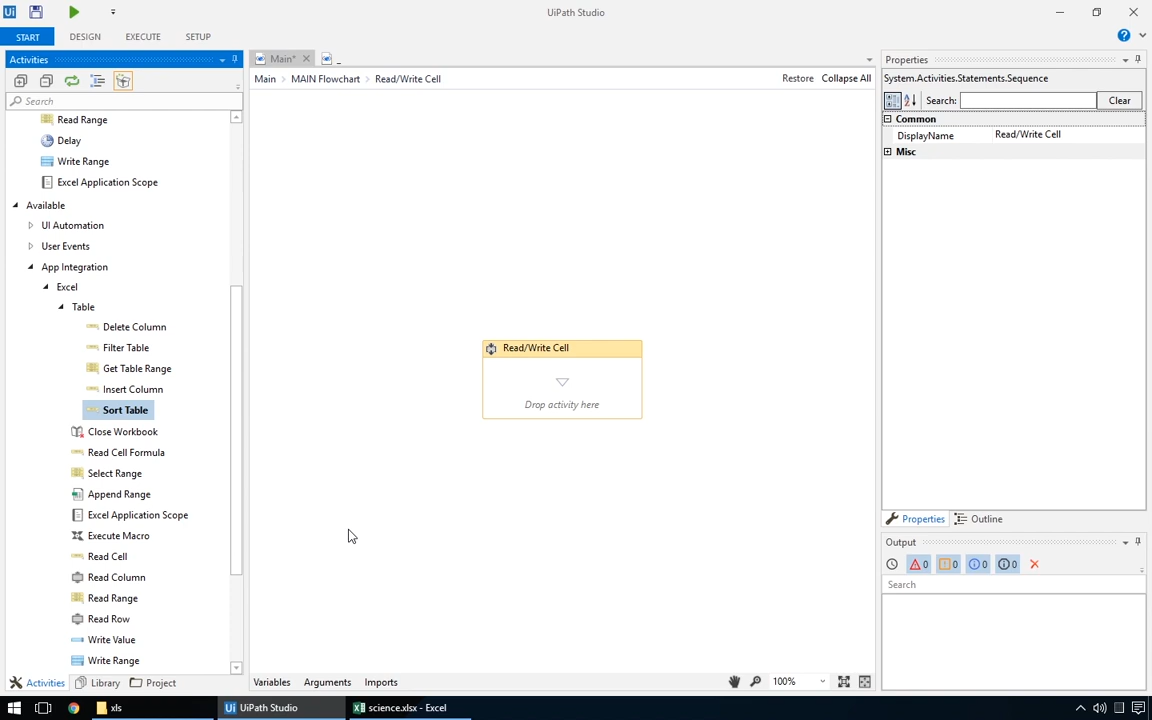 Ui
UiPath Studio
START DESIGN EXECUTE SETUP
Activities
Search
Read Range
Delay
Write Range
Excel Application Scope
Available
UI Automation
User Events
App Integration
Excel
Table
Delete Column
Filter Table
Get Table Range
Insert Column
Sort Table
Close Workbook
Read Cell Formula
Select Range
Append Range
Excel Application Scope
Execute Macro
Read Cell
Read Column
Read Range
Read Row
Write Value
Write Range
Activities Library Project
Main*
Main MAIN Flowchart Read/Write Cell Restore Collapse All
Read/Write Cell
Drop activity here
Variables Arguments Imports 100%
Properties
System.Activities.Statements.Sequence
Search: Clear
Common
DisplayName Read/Write Cell
Misc
Properties Outline
Output
0 0 0 0
Search
xls Ui UiPath Studio science.xlsx - Excel